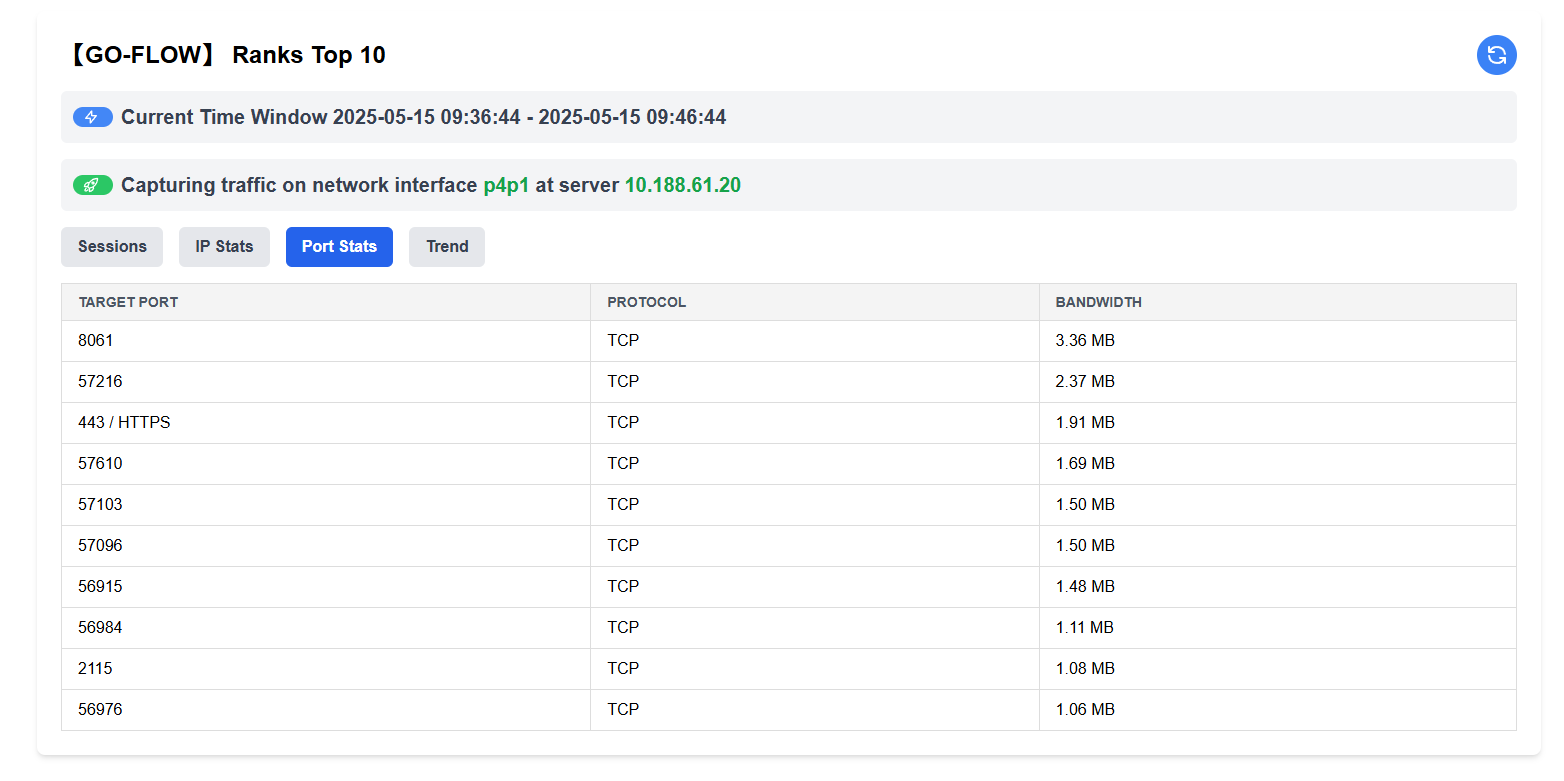 【GO-FLOW】 Ranks Top 10
Current Time Window 2025-05-15 09:36:44 - 2025-05-15 09:46:44
Capturing traffic on network interface p4p1 at server 10.188.61.20
Sessions IP Stats Port Stats Trend
TARGET PORT PROTOCOL BANDWIDTH
8061 TCP 3.36 MB
57216 TCP 2.37 MB
443 / HTTPS TCP 1.91 MB
57610 TCP 1.69 MB
57103 TCP 1.50 MB
57096 TCP 1.50 MB
56915 TCP 1.48 MB
56984 TCP 1.11 MB
2115 TCP 1.08 MB
56976 TCP 1.06 MB